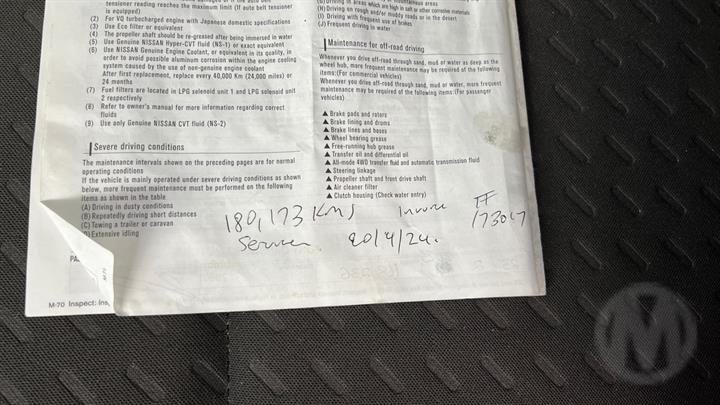 tensioner reading reaches the maximum (If auto belt tensioner
is equipped)
(2) For VQ turbocharged engine with Japanese domestic specifications
(3) Use Eco filter or equivalent
(4) The propeller shaft should be re-greased after being immersed in water
(5) Use Genuine NISSAN Hyper-CVT fluid (NS-1) or exact equivalent
(6) Use NISSAN Genuine Engine Coolant, or equivalent in its quality, in
order to avoid possible aluminum corrosion within the engine cooling
system caused by the use of non-genuine engine coolant
After first replacement, replace every 40,000 Km (24,000 miles) or
24 months
(7) Fuel filters are located in LPG solenoid unit 1 and LPG solenoid unit
2 respectively
(8) Refer to owner's manual for more information regarding correct
fluids
(9) Use only Genuine NISSAN CVT fluid (NS-2)
Severe driving conditions
The maintenance intervals shown on the preceding pages are for normal
operating conditions
If the vehicle is mainly operated under severe driving conditions as shown
below, more frequent maintenance must be performed on the following
items as shown in the table
(A) Driving in dusty conditions
(B) Repeatedly driving short distances
(C) Towing a trailer or caravan
(D) Extensive idling
M-70 Inspect: Ins
M-70
(G) Driving in areas which are high in salt or other corrosive materials
(H) Driving on rough and/or muddy roads or in the desert
(I) Driving with frequent use of brakes
(J) Frequent driving in water
Maintenance for off-road driving
Whenever you drive off-road through sand, mud or water as deep as the
wheel hub, more frequent maintenance may be required of the following
items:(For commercial vehicles)
Whenever you drive off-road through sand, mud or water, more frequent
maintenance may be required of the following items:(For passenger
vehicles)
▲ Brake pads and rotors
▲ Brake lining and drums
▲ Brake lines and hoses
▲ Wheel bearing grease
▲ Free-running hub grease
▲ Transfer oil and differential oil
▲ All-mode 4WD transfer fluid and automatic transmission fluid
▲ Steering linkage
▲ Propeller shaft and front drive shaft
▲ Air cleaner filter
▲ Clutch housing (Check water entry)
180,173 Kms
20/4/24.
M